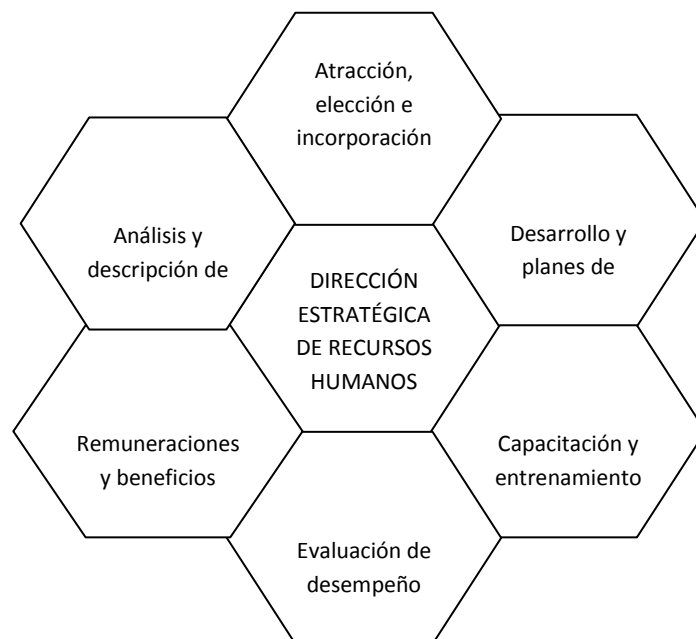 Atracción,
elección e
incorporación
Análisis y
descripción de
Desarrollo y
planes de
DIRECCIÓN
ESTRATÉGICA
DE RECURSOS
HUMANOS
Remuneraciones
y beneficios
Capacitación y
entrenamiento
Evaluación de
desempeño